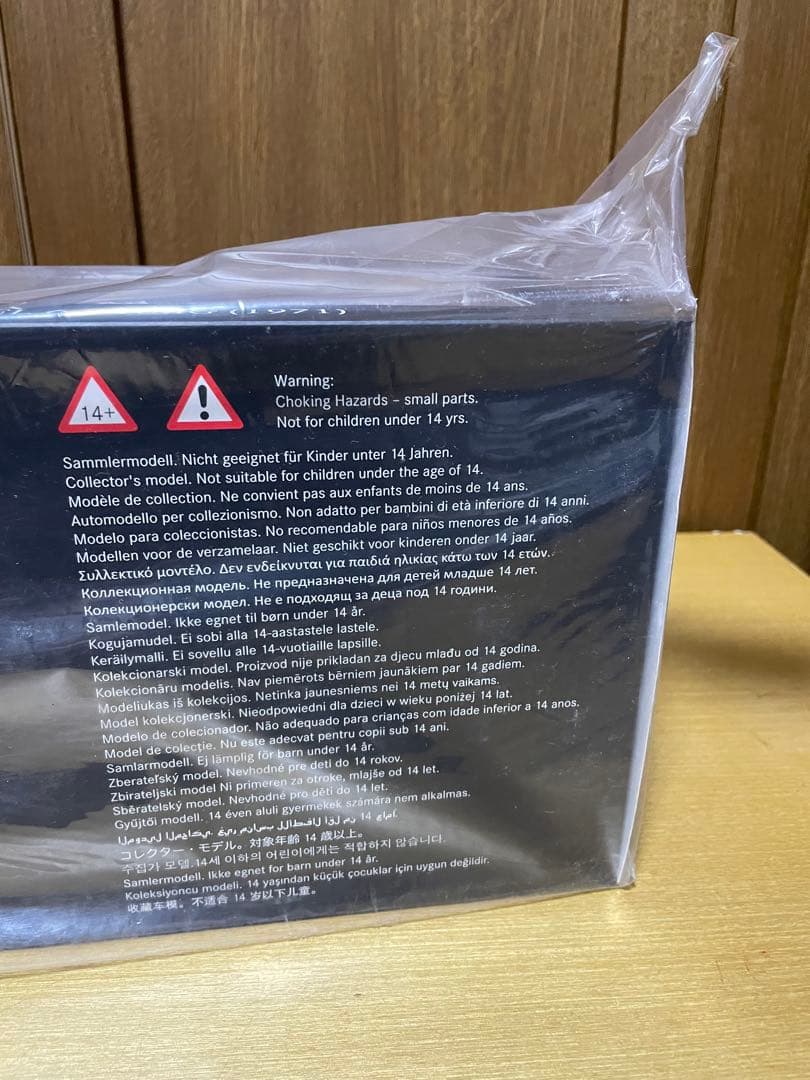 (1971)
14+
Warning:
Choking Hazards – small parts.
Not for children under 14 yrs.
Sammlermodell. Nicht geeignet für Kinder unter 14 Jahren.
Collector's model. Not suitable for children under the age of 14.
Modèle de collection. Ne convient pas aux enfants de moins de 14 ans.
Automodello per collezionismo. Non adatto per bambini di età inferiore di 14 anni.
Modelo para coleccionistas. No recomendable para niños menores de 14 años.
Modellen voor de verzamelaar. Niet geschikt voor kinderen onder 14 jaar.
Συλλεκτικό μοντέλο. Δεν ενδείκνυται για παιδιά ηλικίας κάτω των 14 ετών.
Коллекционная модель. Не предназначена для детей младше 14 лет.
Колекционерски модел. Не е подходящ за деца под 14 години.
Samlemodel. Ikke egnet til børn under 14 år.
Kogujamudel. Ei sobi alla 14-aastastele lastele.
Keräilymalli. Ei sovellu alle 14-vuotiaille lapsille.
Kolekcionarski model. Proizvod nije prikladan za djecu mlađu od 14 godina.
Kolekcionāru modelis. Nav piemērots bērniem jaunākiem par 14 gadiem.
Modeliukas iš kolekcijos. Netinka jaunesniems nei 14 metų vaikams.
Model kolekcjonerski. Nieodpowiedni dla dzieci w wieku poniżej 14 lat.
Modelo de colecionador. Não adequado para crianças com idade inferior a 14 anos.
Model de colecție. Nu este adecvat pentru copii sub 14 ani.
Samlarmodell. Ej lämplig för barn under 14 år.
Zberateľský model. Nevhodné pre deti do 14 rokov.
Zbirateljski model Ni primeren za otroke, mlajše od 14 let.
Sběratelský model. Nevhodné pro děti do 14 let.
Gyűjtői modell. 14 éven aluli gyermekek számára nem alkalmas.
الموديل المحاكي. غير مناسب للأطفال أقل من 14 عاما.
コレクター・モデル。対象年齢 14 歳以上。
수집가 모델. 14세 이하의 어린이에게는 적합하지 않습니다.
Samlermodell. Ikke egnet for barn under 14 år.
Koleksiyoncu modeli. 14 yaşından küçük çocuklar için uygun değildir.
收藏车模。不适合 14 岁以下儿童。